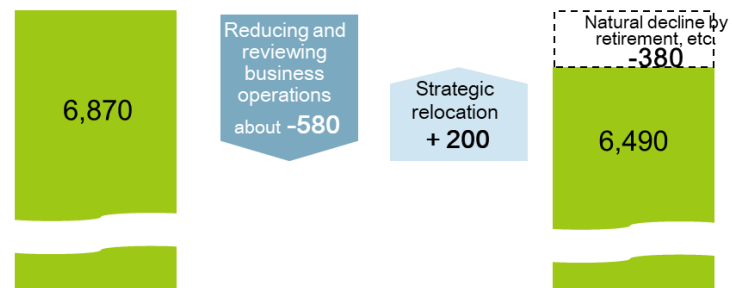 6,870
Reducing and
reviewing
business
operations
about -580
Strategic
relocation
+ 200
Natural decline by
retirement, etc.
-380
6,490